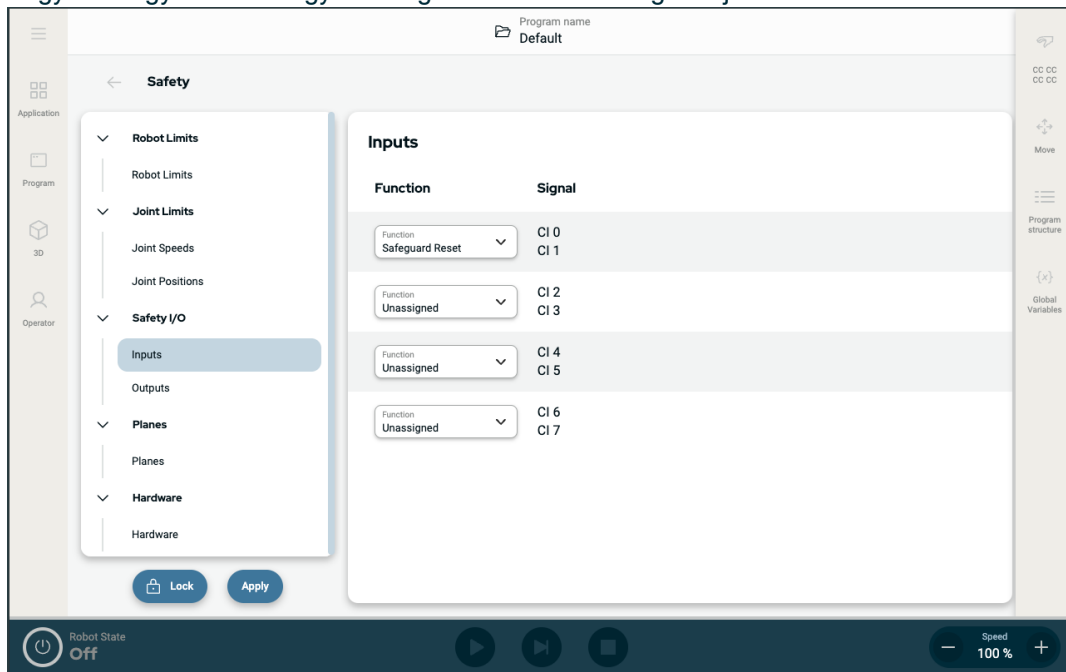 Program name
Default
Application
Program
3D
Operator
Safety
Robot Limits
Robot Limits
Joint Limits
Joint Speeds
Joint Positions
Safety I/O
Inputs
Outputs
Planes
Planes
Hardware
Hardware
Lock
Apply
Inputs
Function Signal
Function
Safeguard Reset
CI 0
CI 1
Function
Unassigned
CI 2
CI 3
Function
Unassigned
CI 4
CI 5
Function
Unassigned
CI 6
CI 7
CC CC
CC CC
Move
Program
structure
{x}
Global
Variables
Robot State
Off
Speed
100 %